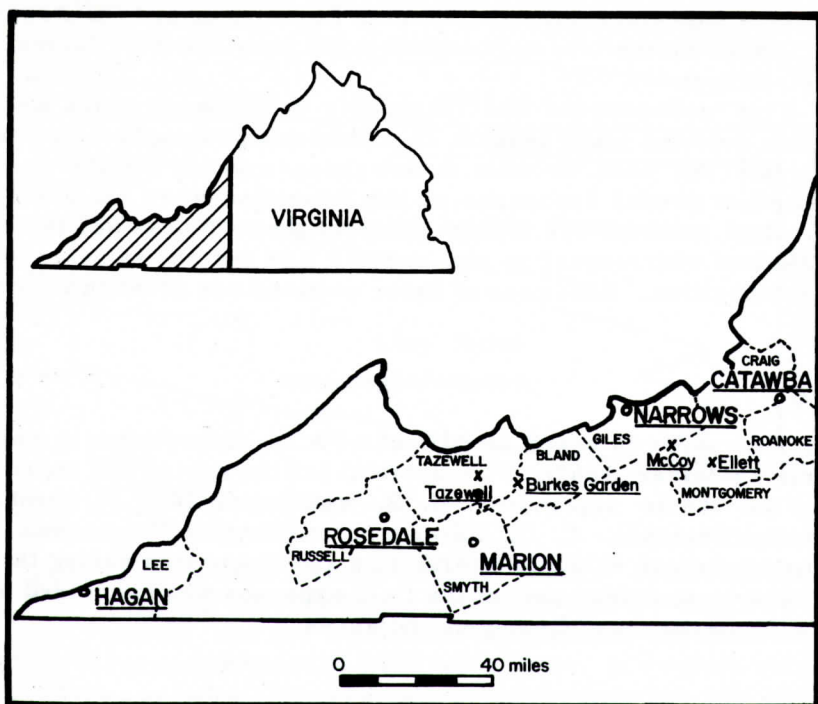 VIRGINIA
CRAIG
CATAWBA
NARROWS
GILES
ROANOKE
BLAND
TAZEWELL
McCoy
Ellett
Tazewell
Burkes Garden
MONTGOMERY
ROSEDALE
RUSSELL
MARION
LEE
SMYTH
HAGAN
0 40 miles